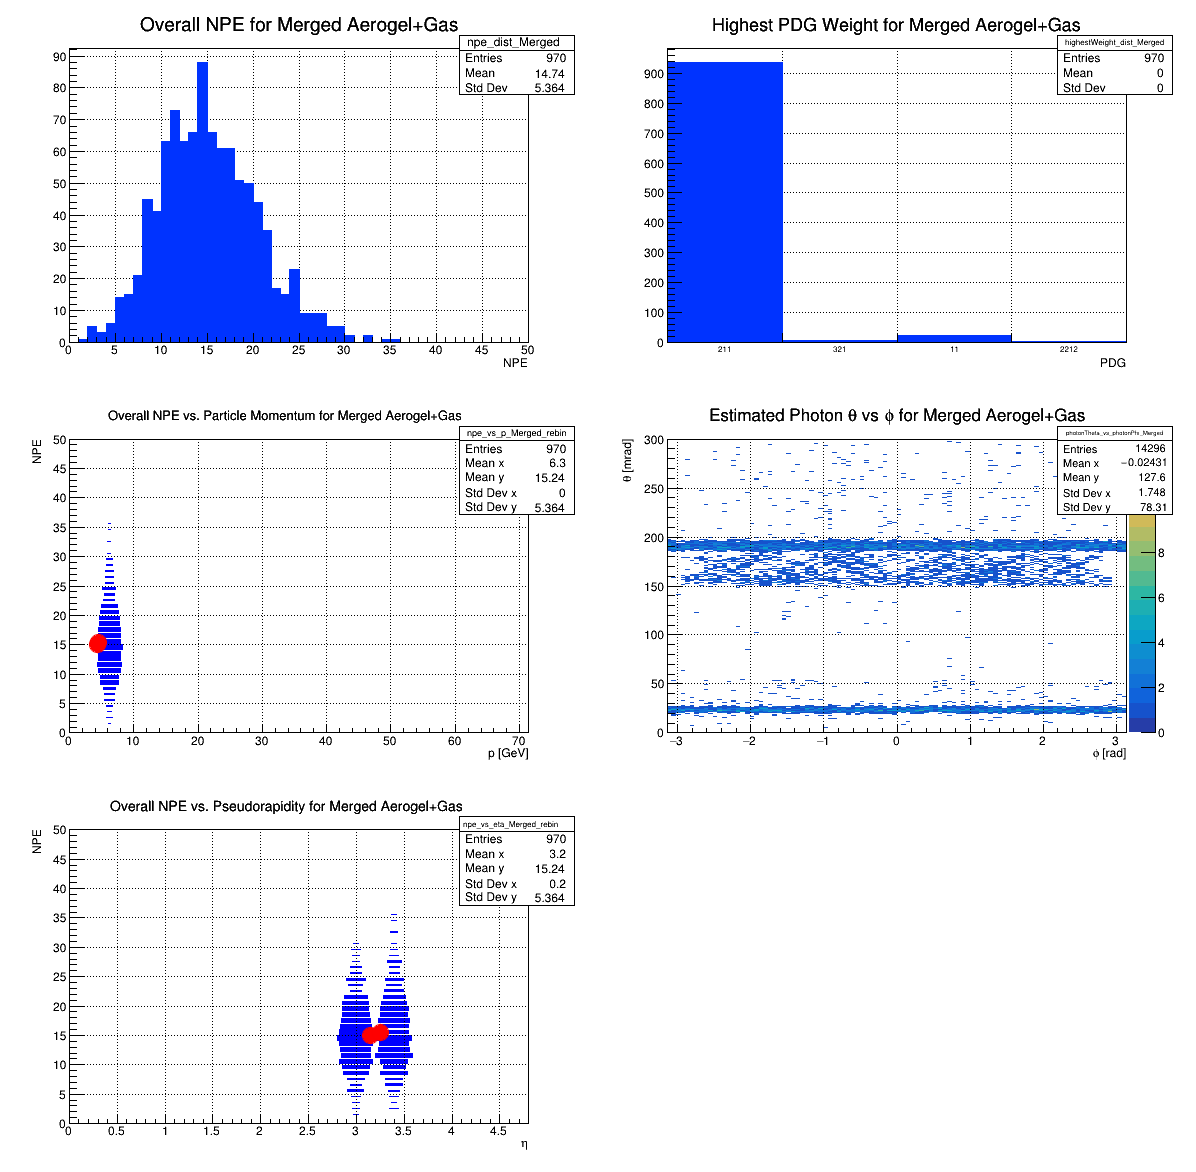 Overall NPE for Merged Aerogel+Gas
npe_dist_Merged
Entries 970
Mean 14.74
Std Dev 5.364
90
80
70
60
50
40
30
20
10
0
0 5 10 15 20 25 30 35 40 45 50
NPE
Highest PDG Weight for Merged Aerogel+Gas
highestWeight_dist_Merged
Entries 970
Mean 0
Std Dev 0
900
800
700
600
500
400
300
200
100
0
211 321 11 2212
PDG
Overall NPE vs. Particle Momentum for Merged Aerogel+Gas
npe_vs_p_Merged_rebin
Entries 970
Mean x 6.3
Mean y 15.24
Std Dev x 0
Std Dev y 5.364
NPE
50
45
40
35
30
25
20
15
10
5
0
0 10 20 30 40 50 60 70
p [GeV]
Estimated Photon θ vs ϕ for Merged Aerogel+Gas
photonTheta_vs_photonPhi_Merged
Entries 14296
Mean x −0.02431
Mean y 127.6
Std Dev x 1.748
Std Dev y 78.31
θ [mrad]
300
250
200
150
100
50
0
−3 −2 −1 0 1 2 3
ϕ [rad]
8
6
4
2
0
Overall NPE vs. Pseudorapidity for Merged Aerogel+Gas
npe_vs_eta_Merged_rebin
Entries 970
Mean x 3.2
Mean y 15.24
Std Dev x 0.2
Std Dev y 5.364
NPE
50
45
40
35
30
25
20
15
10
5
0
0 0.5 1 1.5 2 2.5 3 3.5 4 4.5
η